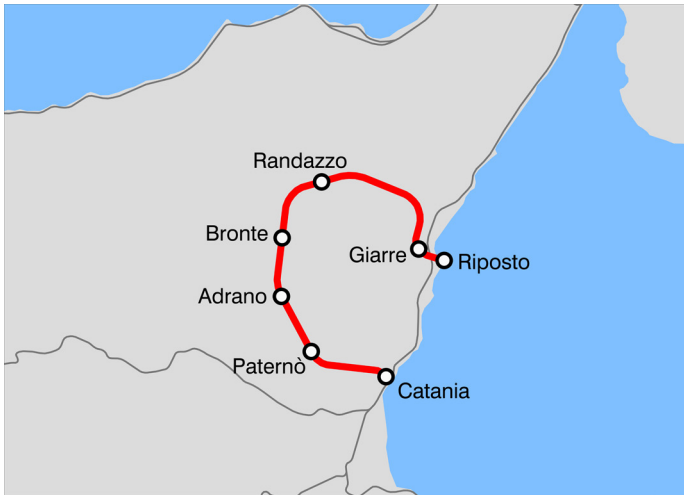 Randazzo
Bronte
Giarre
Riposto
Adrano
Paternò
Catania